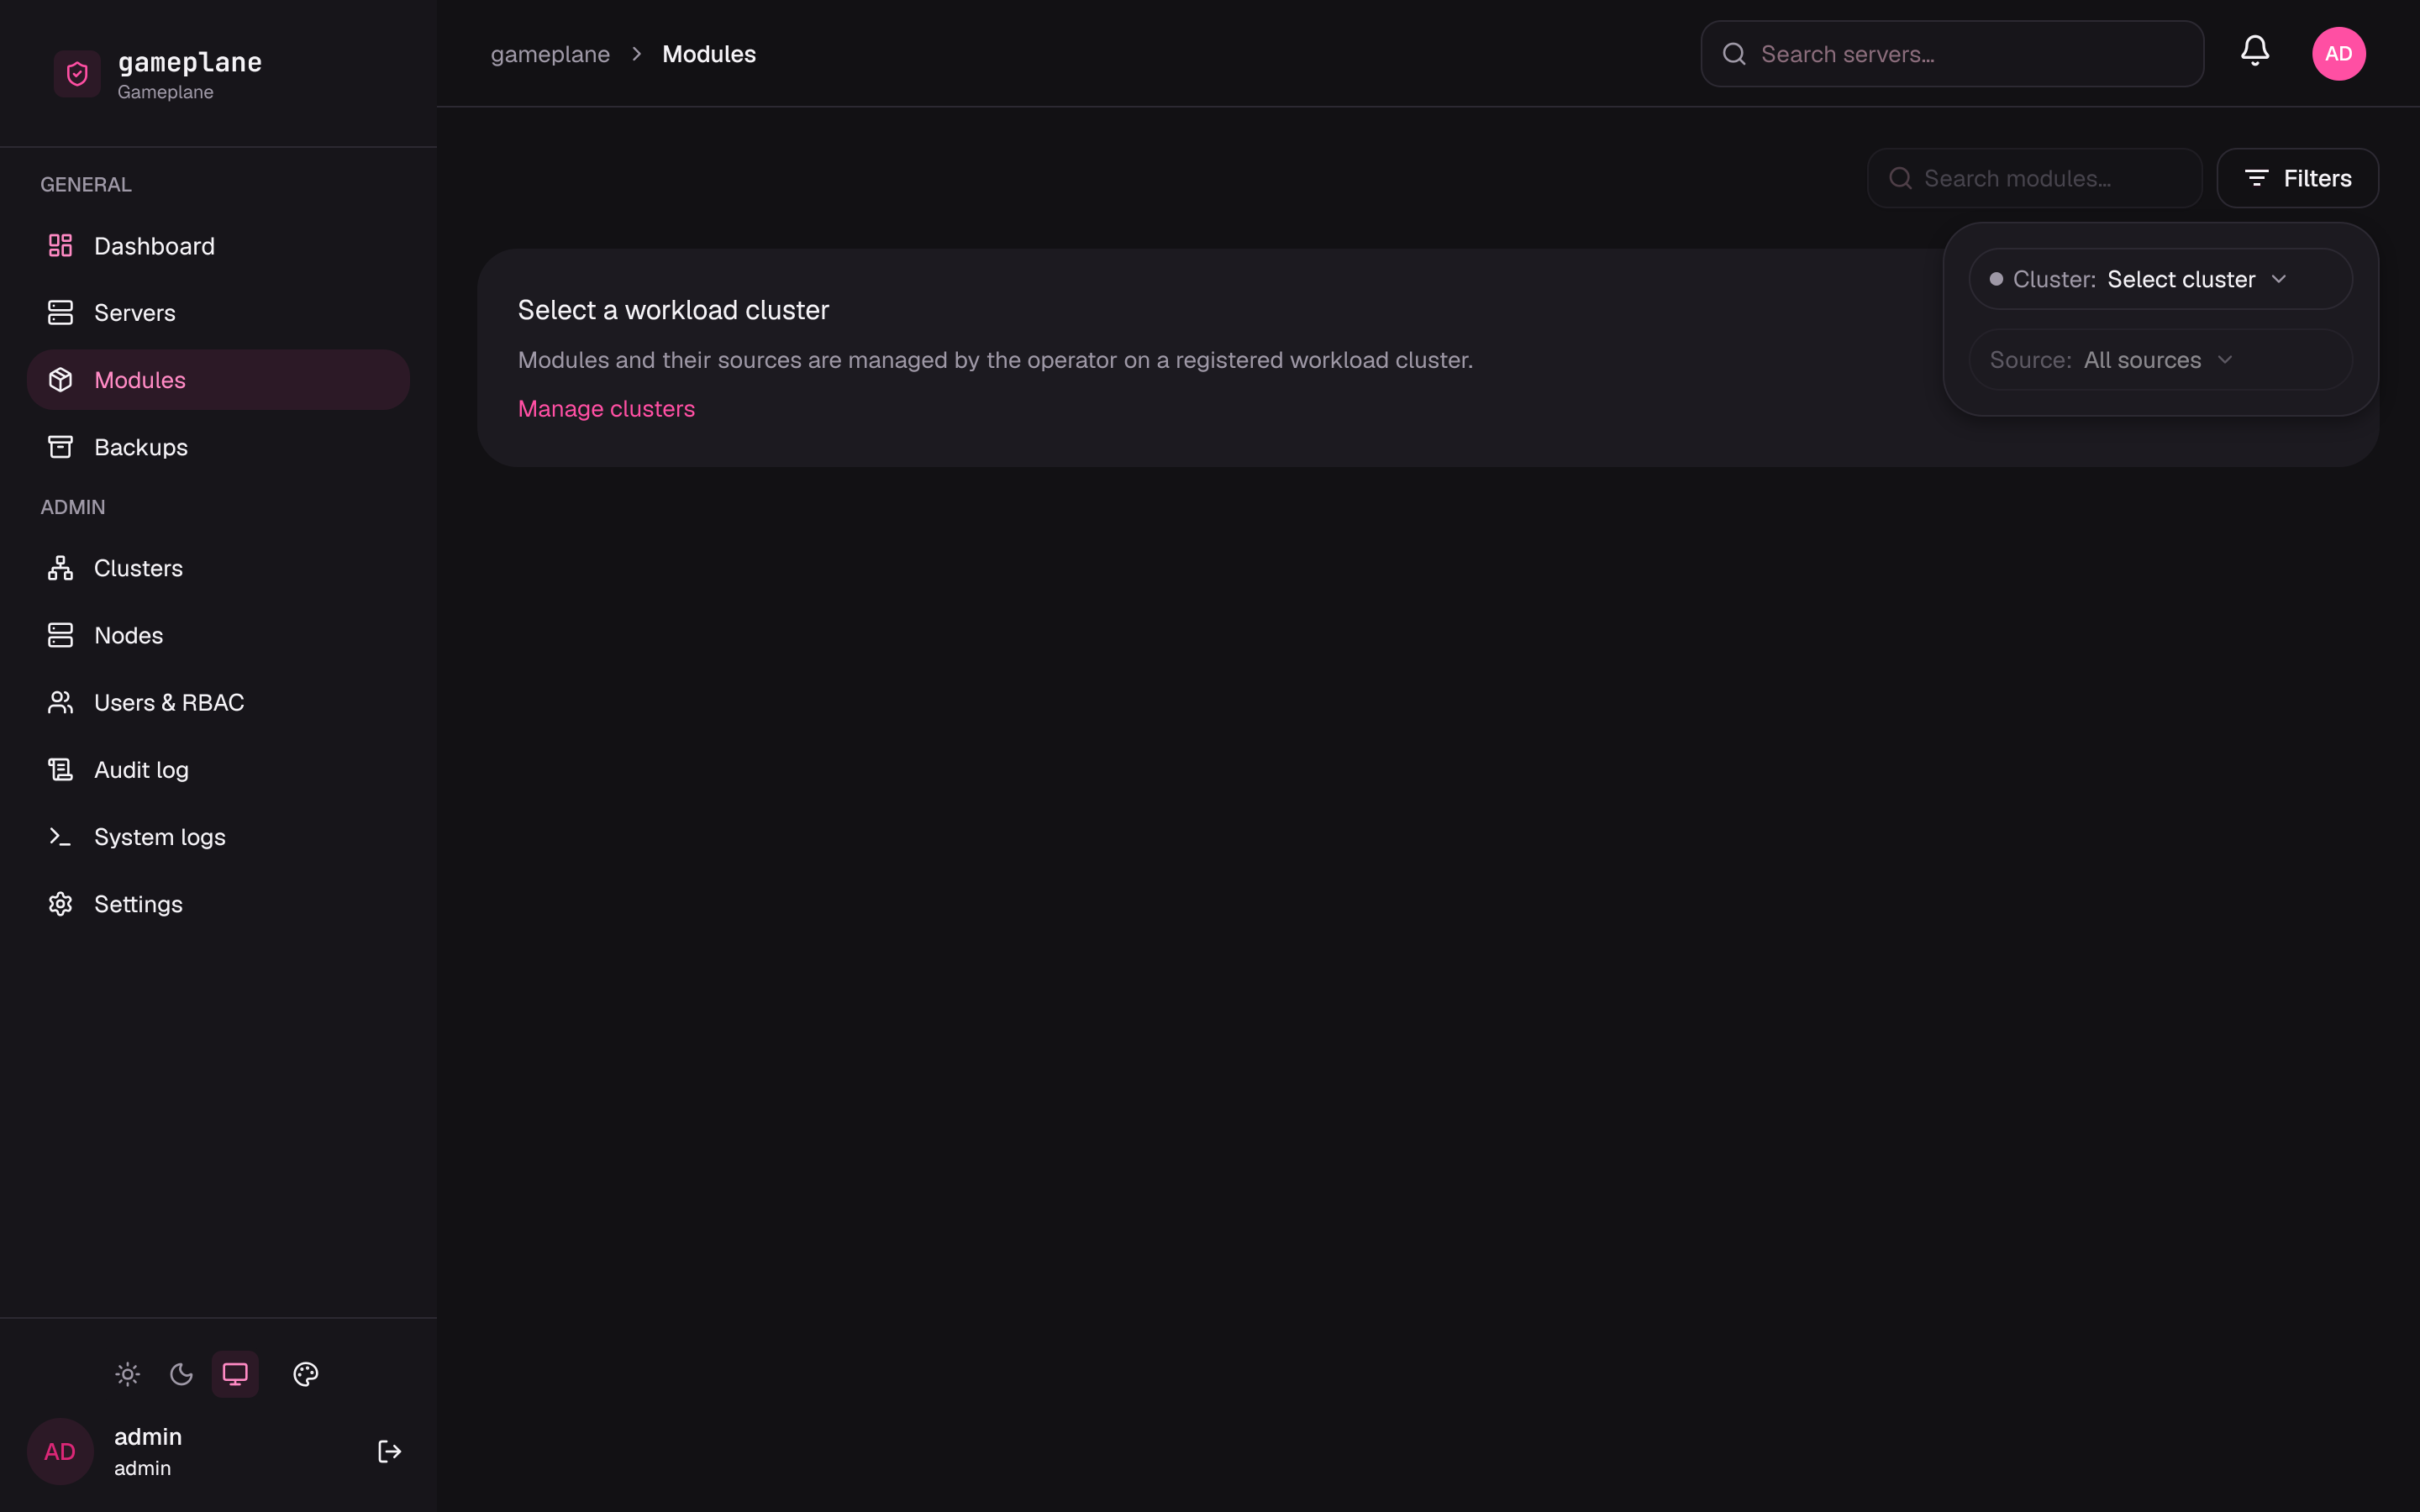 gameplane
Gameplane
GENERAL
Dashboard
Servers
Modules
Backups
ADMIN
Clusters
Nodes
Users & RBAC
Audit log
System logs
Settings
AD
admin
admin
gameplane > Modules
Search servers...
AD
Search modules...
Filters
Cluster: Select cluster
Source: All sources
Select a workload cluster
Modules and their sources are managed by the operator on a registered workload cluster.
Manage clusters